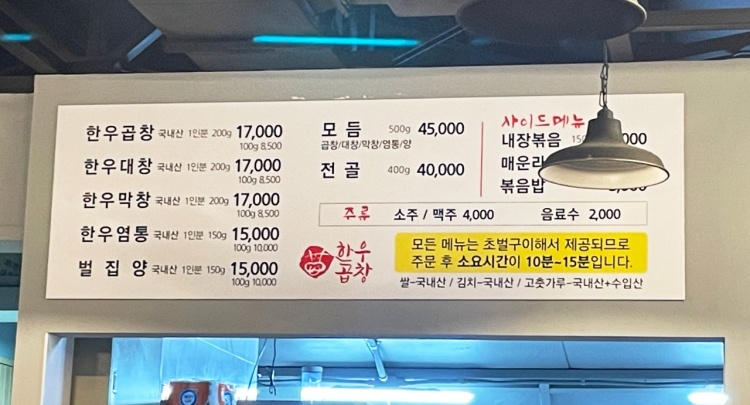 한우곱창 국내산 1인분 200g 17,000
100g 8,500
한우대창 국내산 1인분 200g 17,000
100g 8,500
한우막창 국내산 1인분 200g 17,000
100g 8,500
한우염통 국내산 1인분 150g 15,000
100g 10,000
벌집양 국내산 1인분 150g 15,000
100g 10,000
모듬 500g 45,000
곱창/대창/막창/염통/양
전골 400g 40,000
사이드메뉴
내장볶음
볶음밥
주류 소주 / 맥주 4,000 음료수 2,000
한우
곱창
모든 메뉴는 초벌구이해서 제공되므로
주문 후 소요시간이 10분~15분입니다.
쌀-국내산 / 김치-국내산 / 고춧가루-국내산+수입산